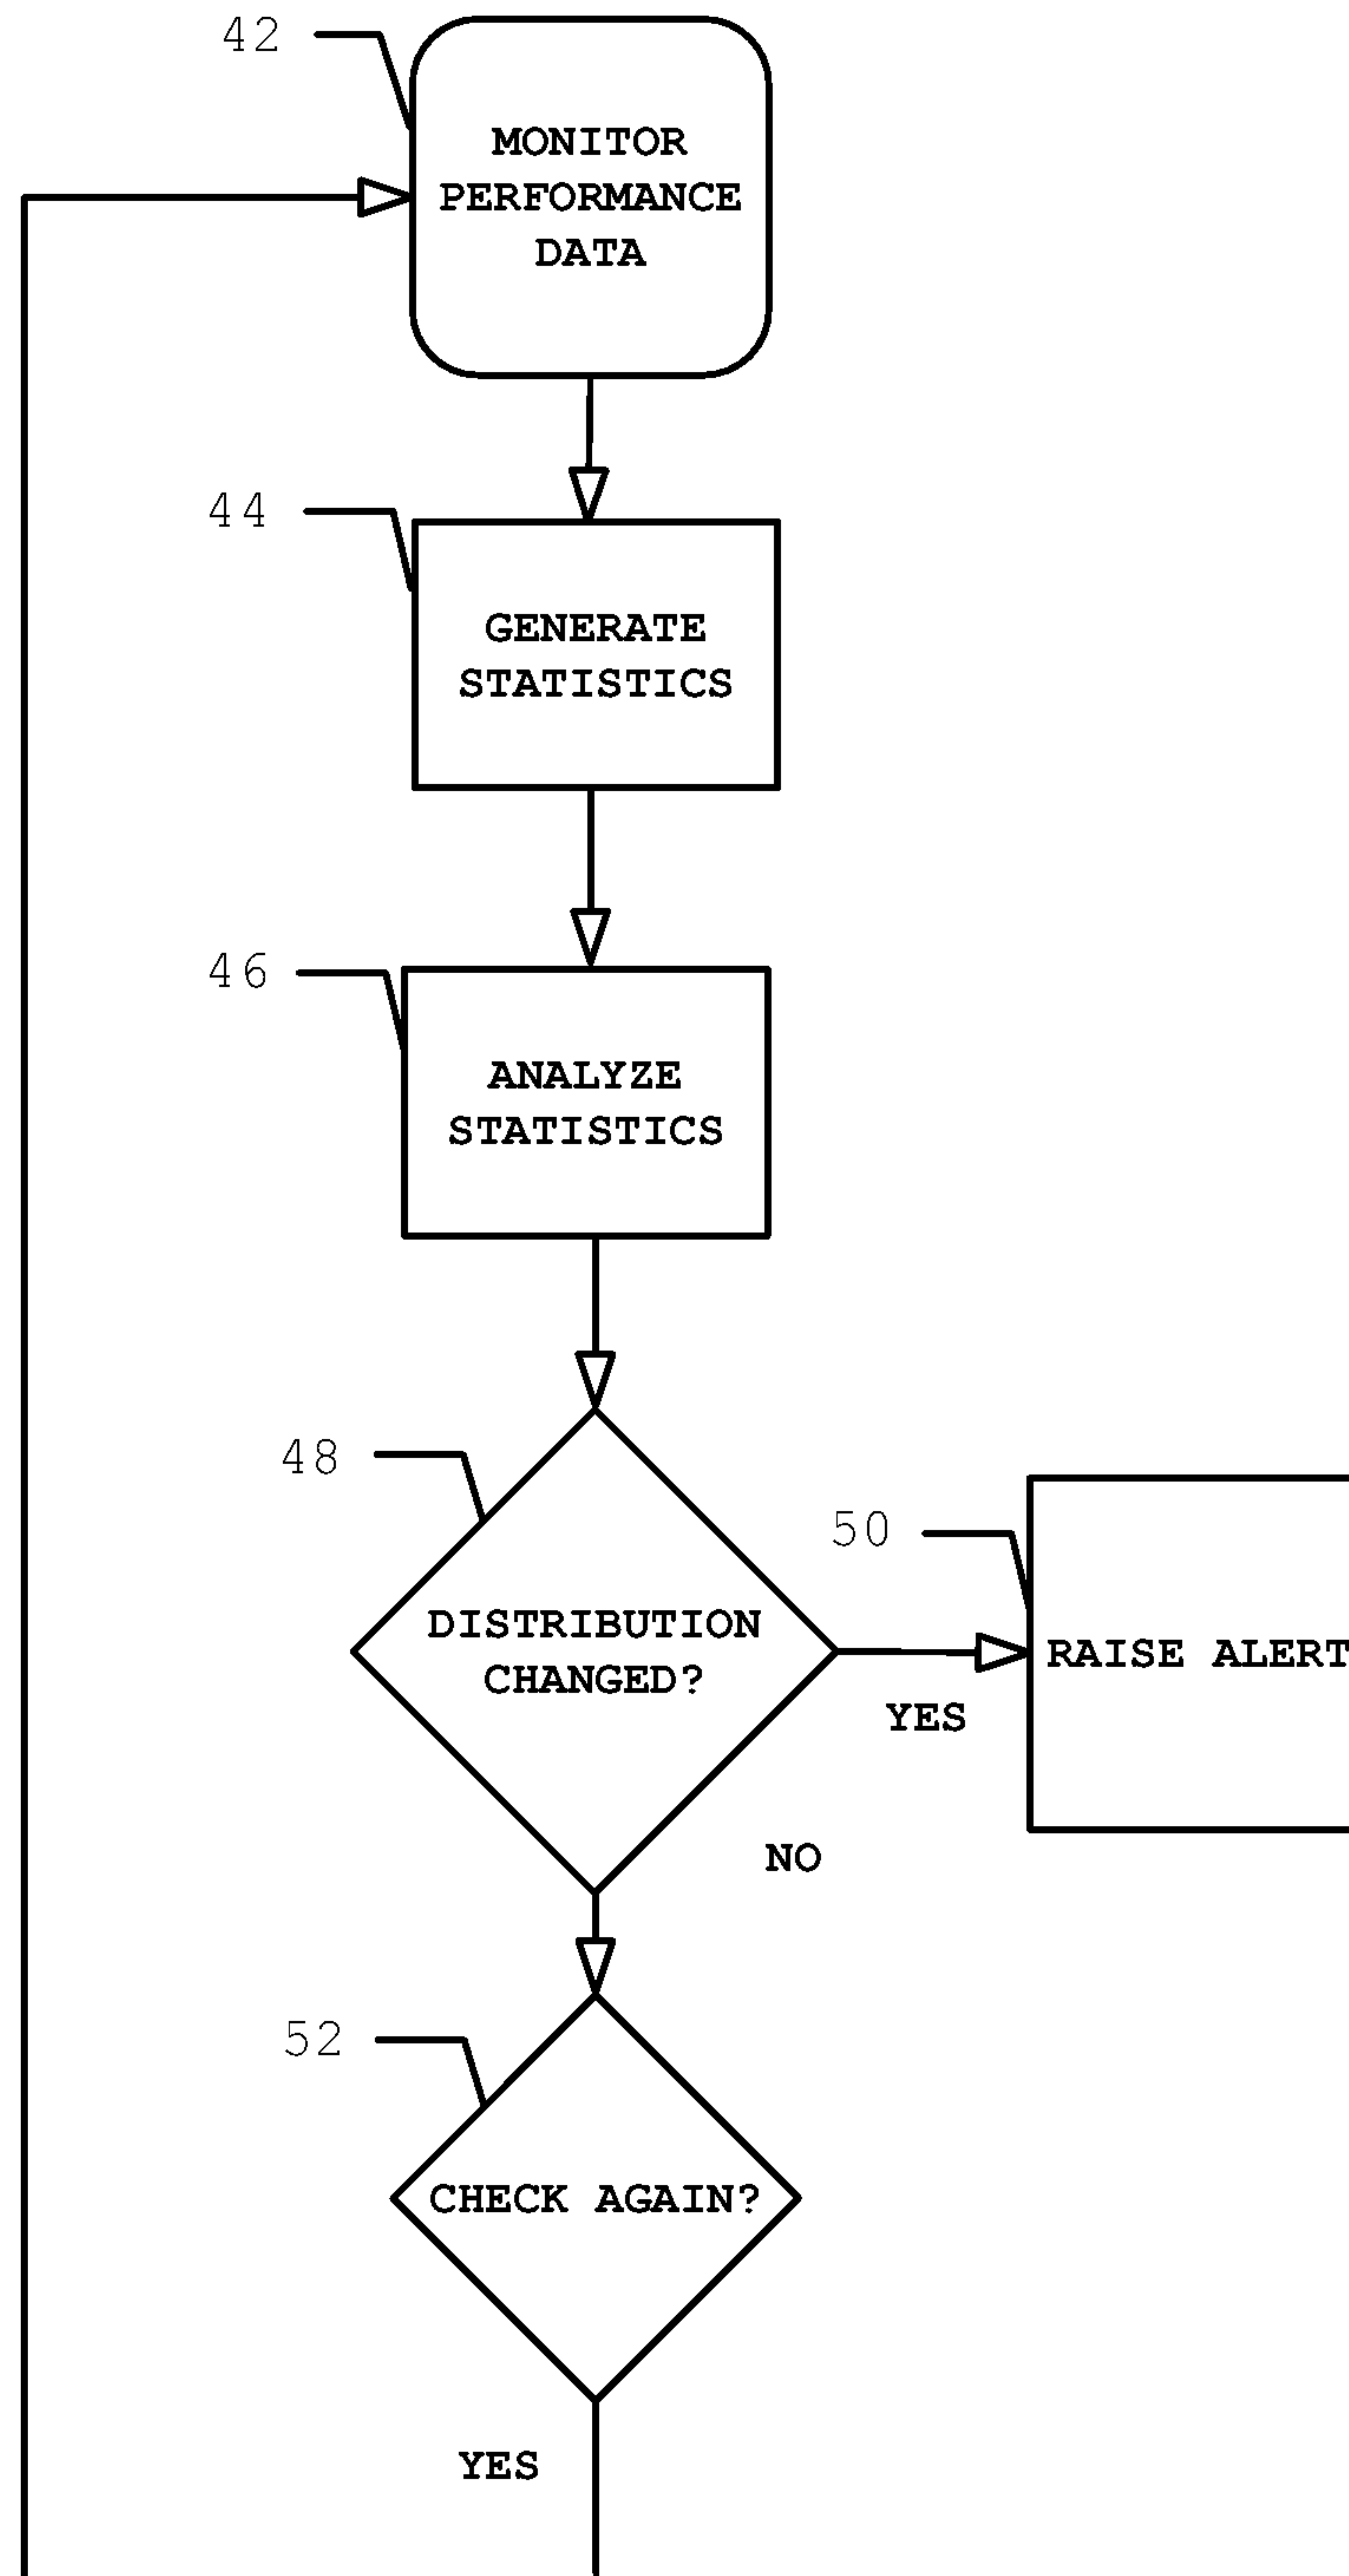 42
MONITOR
PERFORMANCE
DATA
44
GENERATE
STATISTICS
46
ANALYZE
STATISTICS
48
DISTRIBUTION
CHANGED?
50
RAISE ALERT
YES
NO
52
CHECK AGAIN?
YES